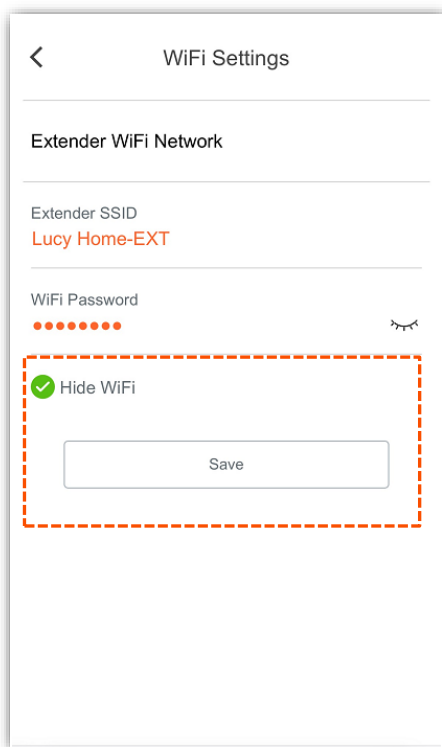 WiFi Settings
Extender WiFi Network
Extender SSID
Lucy Home-EXT
WiFi Password
●●●●●●●●
Hide WiFi
Save